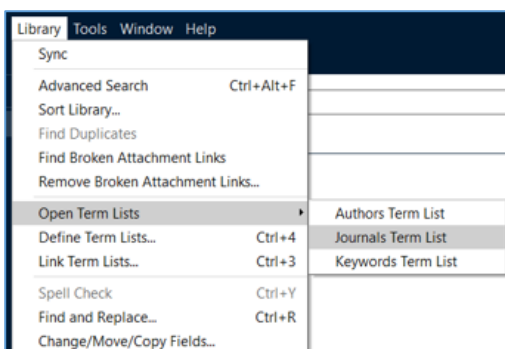 Library Tools Window Help
Sync
Advanced Search Ctrl+Alt+F
Sort Library...
Find Duplicates
Find Broken Attachment Links
Remove Broken Attachment Links...
Open Term Lists Authors Term List
Define Term Lists... Ctrl+4 Journals Term List
Link Term Lists... Ctrl+3 Keywords Term List
Spell Check Ctrl+Y
Find and Replace... Ctrl+R
Change/Move/Copy Fields...